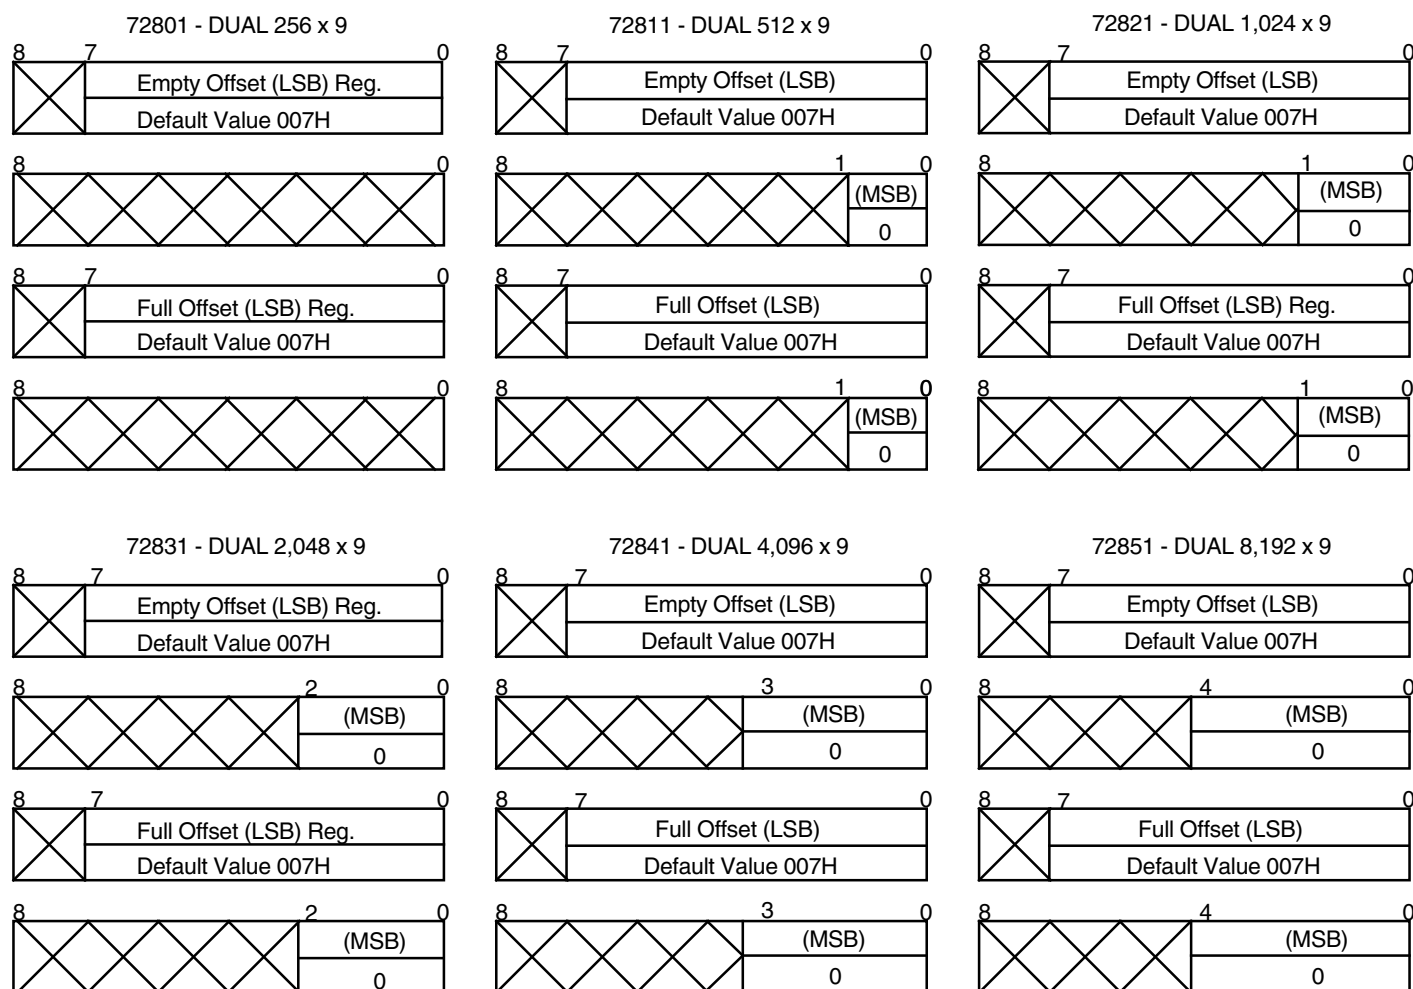 72801 - DUAL 256 x 9
8 7 0
Empty Offset (LSB) Reg.
Default Value 007H
8 0
8 7 0
Full Offset (LSB) Reg.
Default Value 007H
8 0
72811 - DUAL 512 x 9
8 7 0
Empty Offset (LSB)
Default Value 007H
8 1 0
(MSB)
0
8 7 0
Full Offset (LSB)
Default Value 007H
8 1 0
(MSB)
0
72821 - DUAL 1,024 x 9
8 7 0
Empty Offset (LSB)
Default Value 007H
8 1 0
(MSB)
0
8 7 0
Full Offset (LSB) Reg.
Default Value 007H
8 1 0
(MSB)
0
72831 - DUAL 2,048 x 9
8 7 0
Empty Offset (LSB) Reg.
Default Value 007H
8 2 0
(MSB)
0
8 7 0
Full Offset (LSB) Reg.
Default Value 007H
8 2 0
(MSB)
0
72841 - DUAL 4,096 x 9
8 7 0
Empty Offset (LSB)
Default Value 007H
8 3 0
(MSB)
0
8 7 0
Full Offset (LSB)
Default Value 007H
8 3 0
(MSB)
0
72851 - DUAL 8,192 x 9
8 7 0
Empty Offset (LSB)
Default Value 007H
8 4 0
(MSB)
0
8 7 0
Full Offset (LSB)
Default Value 007H
8 4 0
(MSB)
0